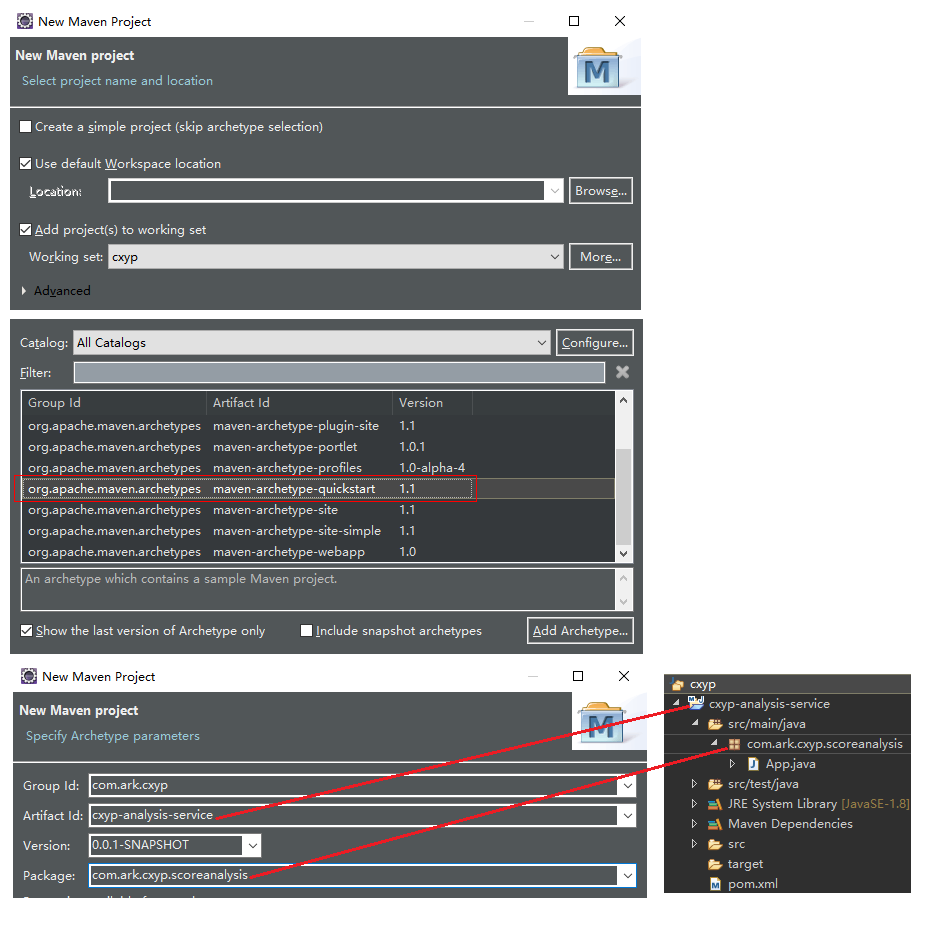 New Maven Project
New Maven project
Select project name and location
M
Create a simple project (skip archetype selection)
Use default Workspace location
Location:
Browse...
Add project(s) to working set
Working set: cxyp
More...
Advanced
Catalog: All Catalogs
Configure...
Filter:
Group Id Artifact Id Version
org.apache.maven.archetypes maven-archetype-plugin-site 1.1
org.apache.maven.archetypes maven-archetype-portlet 1.0.1
org.apache.maven.archetypes maven-archetype-profiles 1.0-alpha-4
org.apache.maven.archetypes maven-archetype-quickstart 1.1
org.apache.maven.archetypes maven-archetype-site 1.1
org.apache.maven.archetypes maven-archetype-site-simple 1.1
org.apache.maven.archetypes maven-archetype-webapp 1.0
An archetype which contains a sample Maven project.
Show the last version of Archetype only
Include snapshot archetypes
Add Archetype...
New Maven Project
New Maven project
Specify Archetype parameters
M
Group Id: com.ark.cxyp
Artifact Id: cxyp-analysis-service
Version: 0.0.1-SNAPSHOT
Package: com.ark.cxyp.scoreanalysis
cxyp
cxyp-analysis-service
src/main/java
com.ark.cxyp.scoreanalysis
App.java
src/test/java
JRE System Library [JavaSE-1.8]
Maven Dependencies
src
target
pom.xml